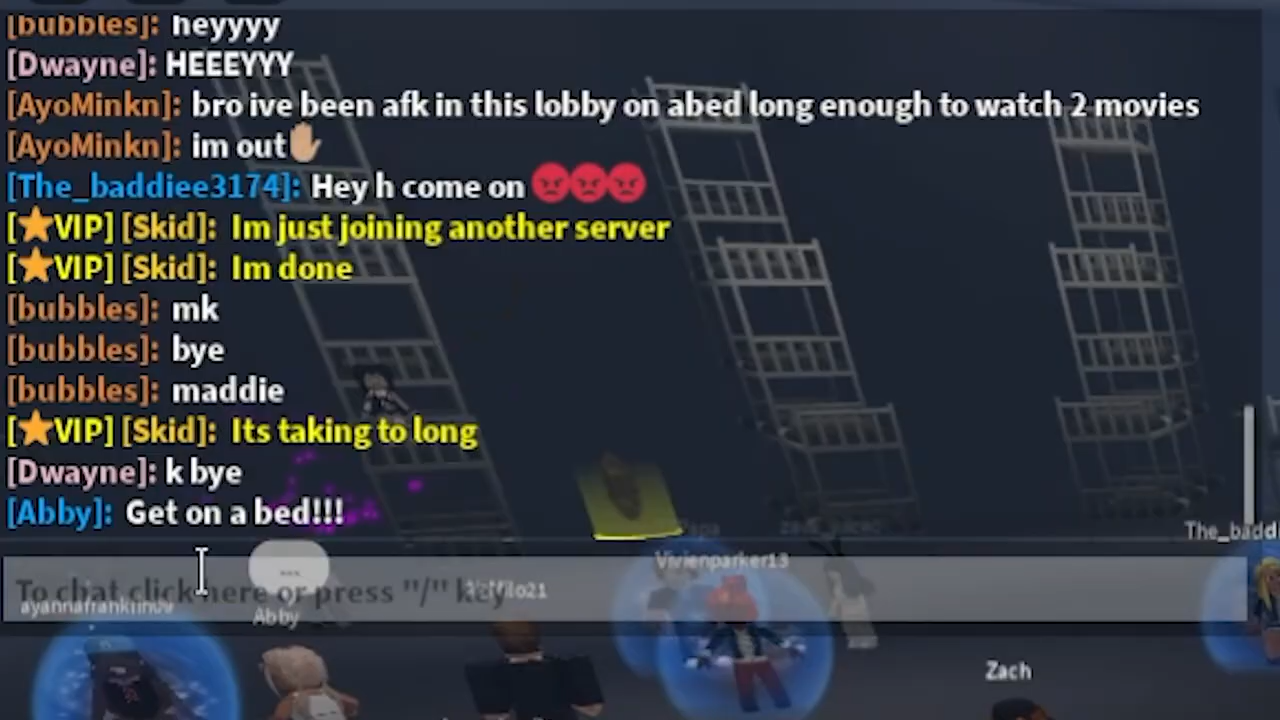 [bubbles]: heyyyy
[Dwayne]: HEEEYYY
[AyoMinkn]: bro ive been afk in this lobby on abed long enough to watch 2 movies
[AyoMinkn]: im out✋🏼
[The_baddiee3174]: Hey h come on 😡😡😡
[⭐VIP] [Skid]: Im just joining another server
[⭐VIP] [Skid]: Im done
[bubbles]: mk
[bubbles]: bye
[bubbles]: maddie
[⭐VIP] [Skid]: Its taking to long
[Dwayne]: k bye
[Abby]: Get on a bed!!!
The_badd
Vivienparker13
...
To chat click here or press "/" key
Abby
Zach